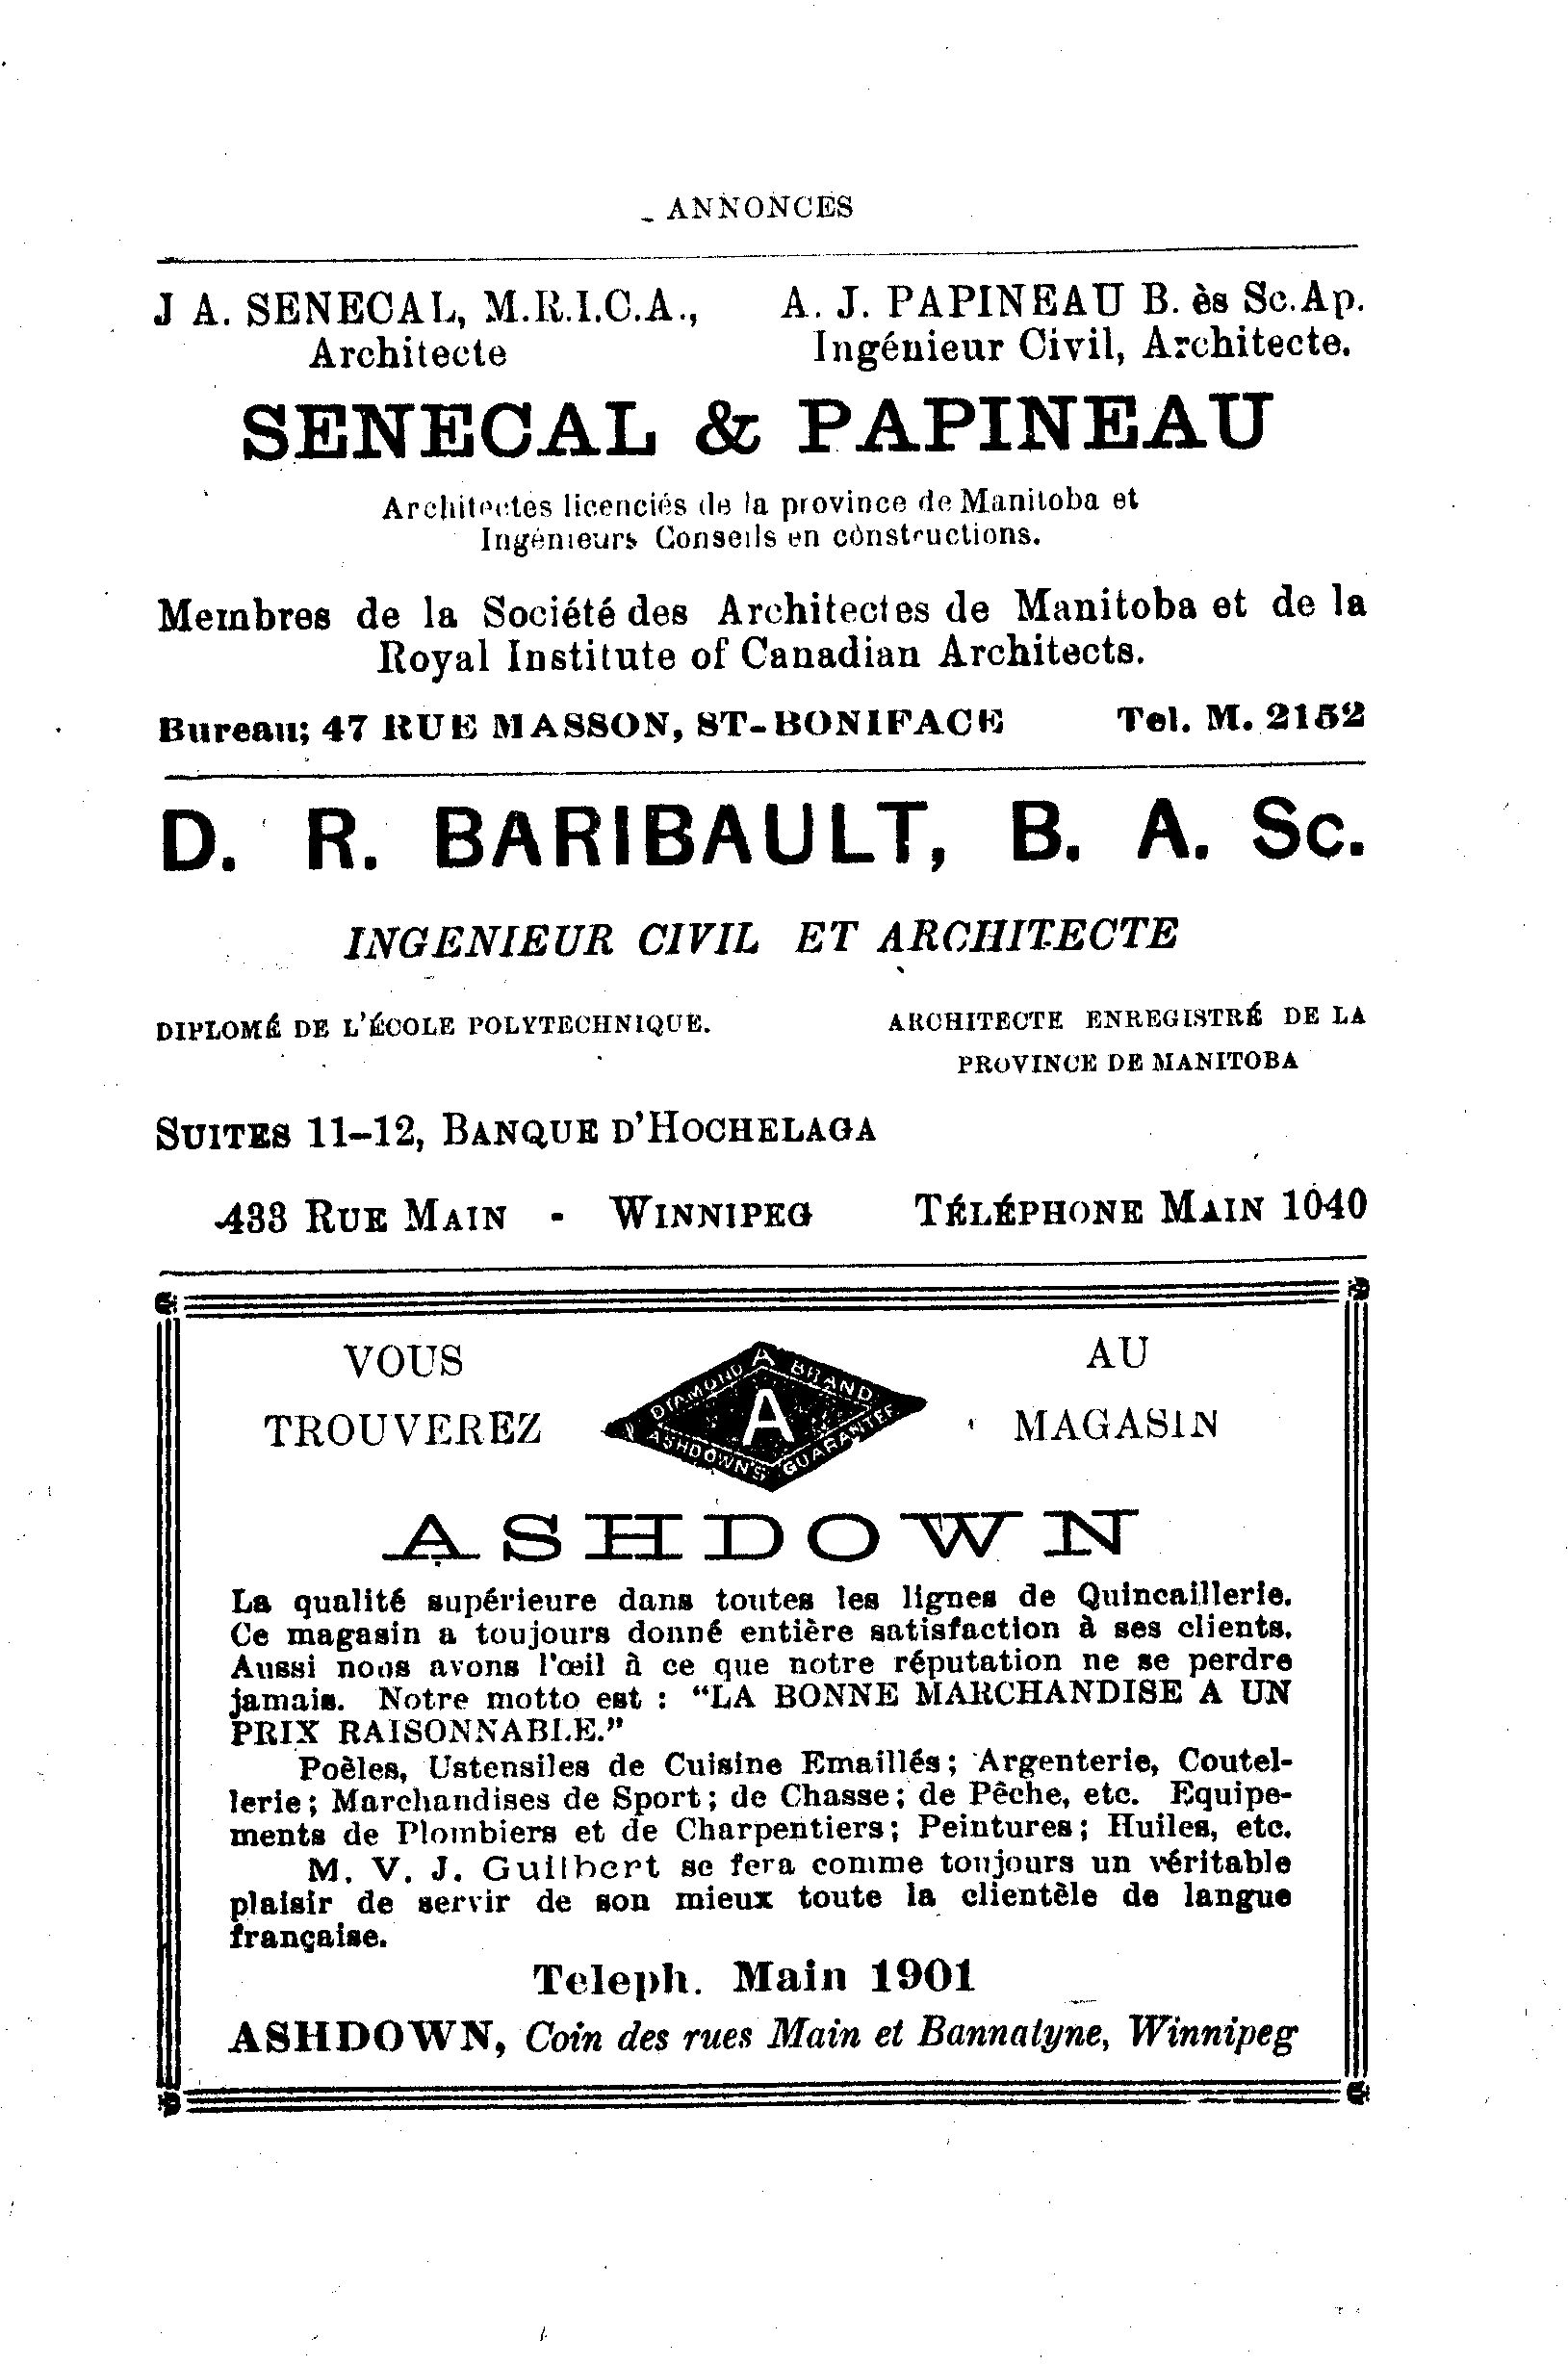 ANNONCES
J A. SENECAL, M.R.I.C.A., A. J. PAPINEAU B. ès Sc.Ap.
Architecte Ingénieur Civil, Architecte.
SENECAL & PAPINEAU
Architectes licenciés de la province de Manitoba et
Ingénieurs Conseils en constructions.
Membres de la Société des Architectes de Manitoba et de la
Royal Institute of Canadian Architects.
Bureau; 47 RUE MASSON, ST-BONIFACE Tel. M. 2152
D. R. BARIBAULT, B. A. Sc.
INGENIEUR CIVIL ET ARCHITECTE
DIPLOMÉ DE L'ÉCOLE POLYTECHNIQUE. ARCHITECTE ENREGISTRÉ DE LA
PROVINCE DE MANITOBA
SUITES 11-12, BANQUE D'HOCHELAGA
433 RUE MAIN - WINNIPEG TÉLÉPHONE MAIN 1040
VOUS AU
TROUVEREZ MAGASIN
DIAMOND A BRAND
A
ASHDOWN'S GUARANTEE
ASHDOWN
La qualité supérieure dans toutes les lignes de Quincaillerie.
Ce magasin a toujours donné entière satisfaction à ses clients.
Aussi nous avons l'œil à ce que notre réputation ne se perdre
jamais. Notre motto est : "LA BONNE MARCHANDISE A UN
PRIX RAISONNABLE."
Poèles, Ustensiles de Cuisine Emaillés; Argenterie, Coutel-
lerie; Marchandises de Sport; de Chasse; de Pêche, etc. Equipe-
ments de Plombiers et de Charpentiers; Peintures; Huiles, etc.
M. V. J. Guilbert se fera comme toujours un véritable
plaisir de servir de son mieux toute la clientèle de langue
française.
Teleph. Main 1901
ASHDOWN, Coin des rues Main et Bannatyne, Winnipeg